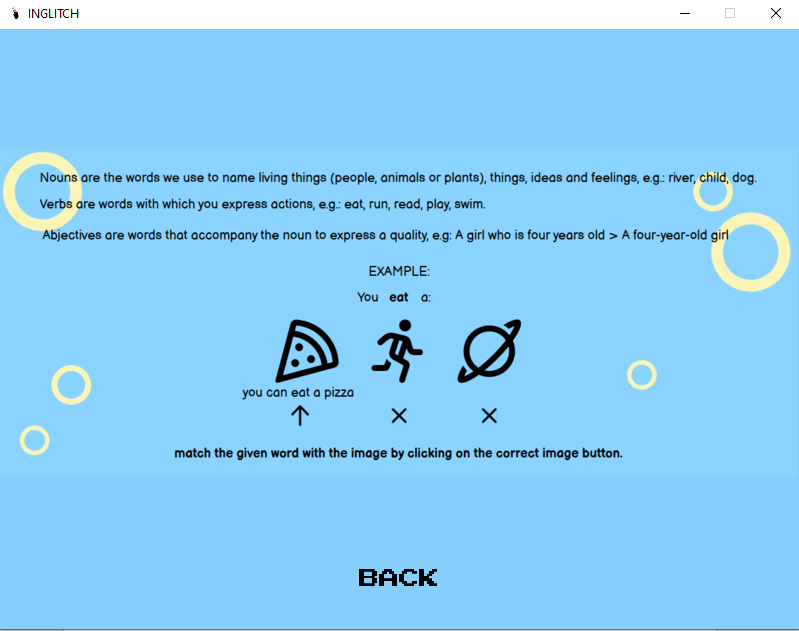 INGLITCH
Nouns are the words we use to name living things (people, animals or plants), things, ideas and feelings, e.g.: river, child, dog.
Verbs are words with which you express actions, e.g.: eat, run, read, play, swim.
Abjectives are words that accompany the noun to express a quality, e.g: A girl who is four years old > A four-year-old girl
EXAMPLE:
You eat a:
you can eat a pizza
match the given word with the image by clicking on the correct image button.
BACK